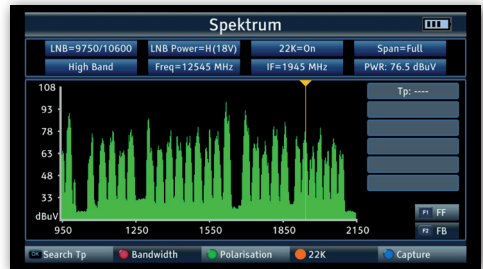 Spektrum
LNB=9750/10600 LNB Power=H(18V) 22K=On Span=Full
High Band Freq=12545 MHz IF=1945 MHz PWR: 76.5 dBuV
108
93
78
63
48
33
dBuV
950 1250 1550 1850 2150
Tp: ----
F1 FF
F2 FB
OK Search Tp Bandwidth Polarisation 22K Capture